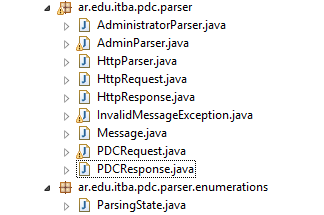 ar.edu.itba.pdc.parser
AdministratorParser.java
AdminParser.java
HttpParser.java
HttpRequest.java
HttpResponse.java
InvalidMessageException.java
Message.java
PDCRequest.java
PDCResponse.java
ar.edu.itba.pdc.parser.enumerations
ParsingState.java